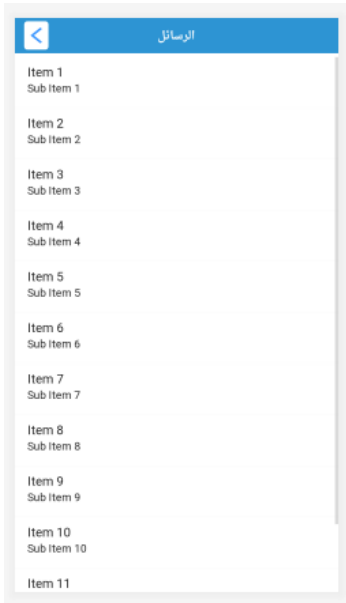 الرسائل
Item 1
Sub Item 1
Item 2
Sub Item 2
Item 3
Sub Item 3
Item 4
Sub Item 4
Item 5
Sub Item 5
Item 6
Sub Item 6
Item 7
Sub Item 7
Item 8
Sub Item 8
Item 9
Sub Item 9
Item 10
Sub Item 10
Item 11